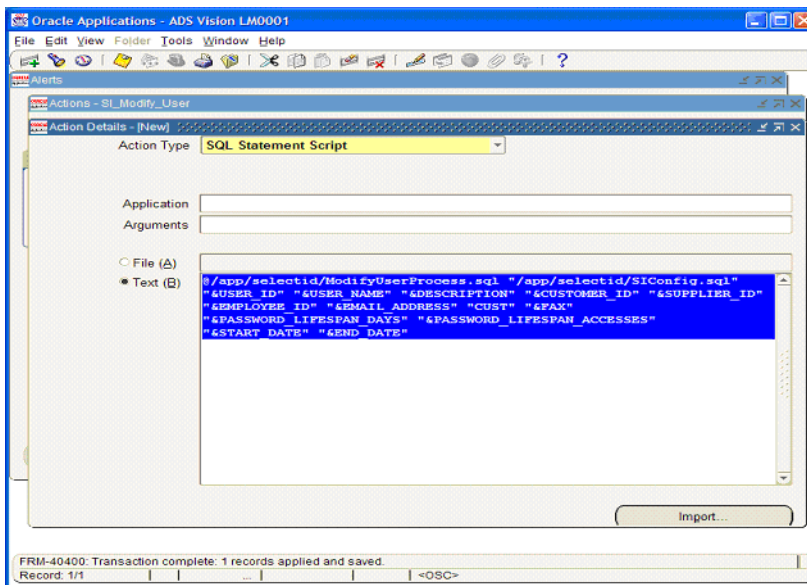 Oracle Applications - ADS Vision LM0001
File Edit View Folder Tools Window Help
Alerts
Actions - SI_Modify_User
Action Details - [New]
Action Type SQL Statement Script
Application
Arguments
File (A)
Text (B)
@/app/selectid/ModifyUserProcess.sql "/app/selectid/SIConfig.sql"
"&USER_ID" "&USER_NAME" "&DESCRIPTION" "&CUSTOMER_ID" "&SUPPLIER_ID"
"&EMPLOYEE_ID" "&EMAIL_ADDRESS" "CUST" "&FAX"
"&PASSWORD_LIFESPAN_DAYS" "&PASSWORD_LIFESPAN_ACCESSES"
"&START_DATE" "&END_DATE"
Import...
FRM-40400: Transaction complete: 1 records applied and saved.
Record: 1/1 ... <OSC>